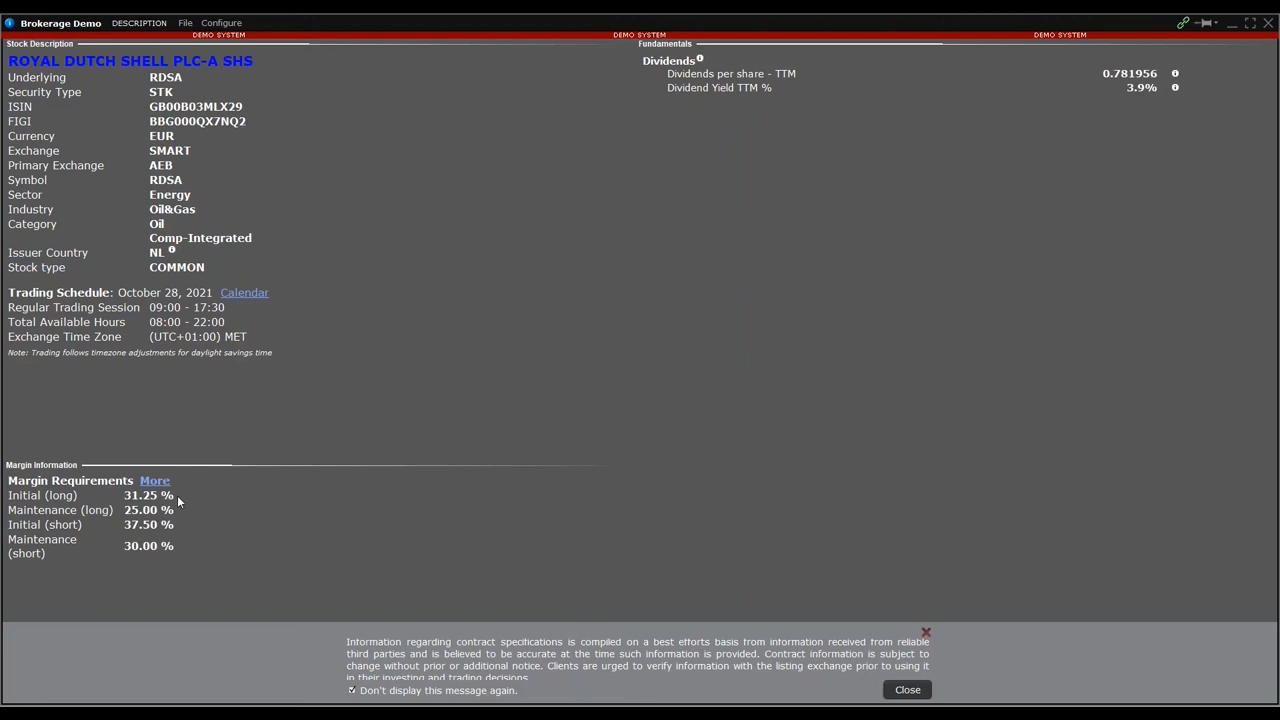 Brokerage Demo DESCRIPTION File Configure
DEMO SYSTEM DEMO SYSTEM DEMO SYSTEM
Stock Description
ROYAL DUTCH SHELL PLC-A SHS
Underlying RDSA
Security Type STK
ISIN GB00B03MLX29
FIGI BBG000QX7NQ2
Currency EUR
Exchange SMART
Primary Exchange AEB
Symbol RDSA
Sector Energy
Industry Oil&Gas
Category Oil
Comp-Integrated
Issuer Country NL
Stock type COMMON
Trading Schedule: October 28, 2021 Calendar
Regular Trading Session 09:00 - 17:30
Total Available Hours 08:00 - 22:00
Exchange Time Zone (UTC+01:00) MET
Note: Trading follows timezone adjustments for daylight savings time
Fundamentals
Dividends
Dividends per share - TTM 0.781956
Dividend Yield TTM % 3.9%
Margin Information
Margin Requirements More
Initial (long) 31.25 %
Maintenance (long) 25.00 %
Initial (short) 37.50 %
Maintenance
(short) 30.00 %
Information regarding contract specifications is compiled on a best efforts basis from information received from reliable
third parties and is believed to be accurate at the time such information is provided. Contract information is subject to
change without prior or additional notice. Clients are urged to verify information with the listing exchange prior to using it
in their investing and trading decisions.
Don't display this message again.
Close